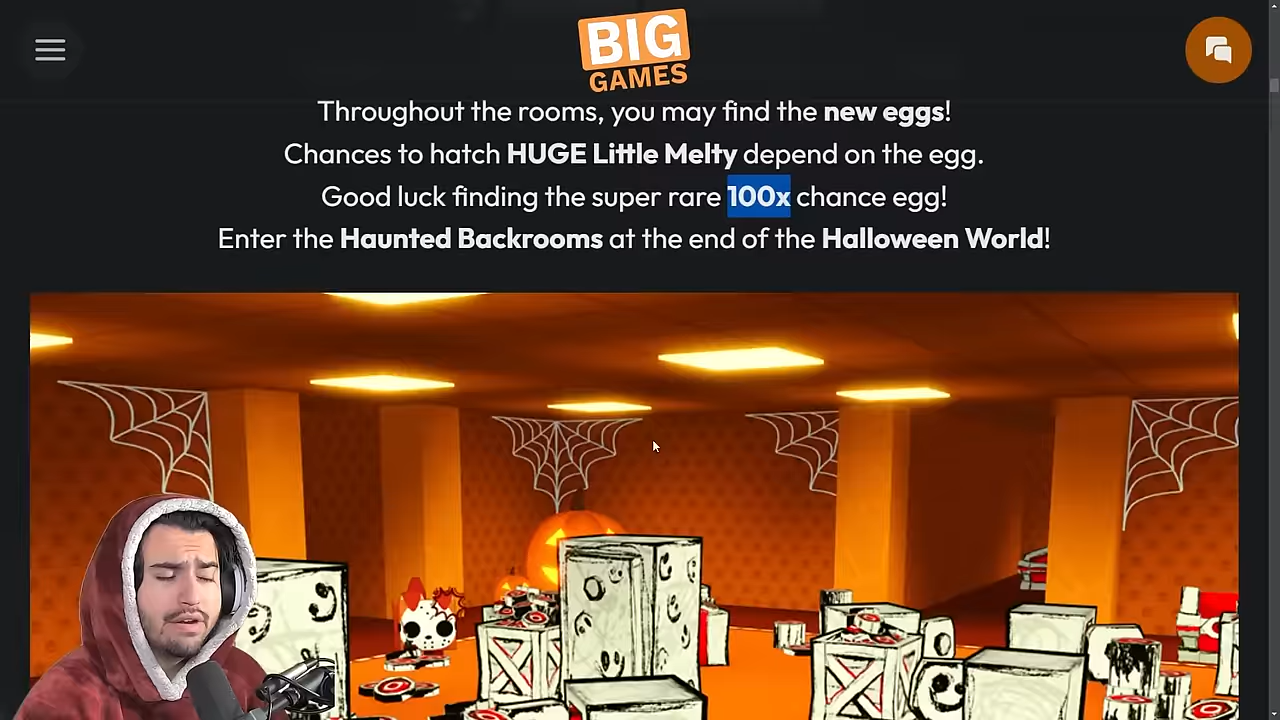 BIG
GAMES
Throughout the rooms, you may find the new eggs!
Chances to hatch HUGE Little Melty depend on the egg.
Good luck finding the super rare 100x chance egg!
Enter the Haunted Backrooms at the end of the Halloween World!